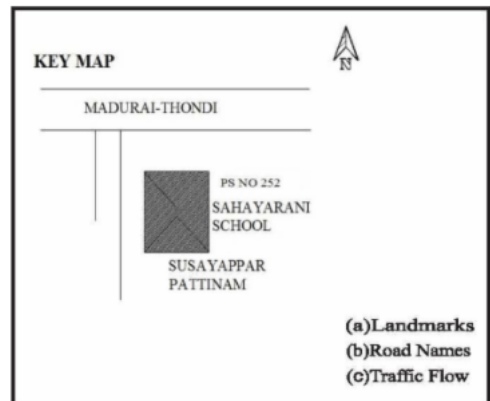 N
KEY MAP
MADURAI-THONDI
PS NO 252
SAHAYARANI
SCHOOL
SUSAYAPPAR
PATTINAM
(a)Landmarks
(b)Road Names
(c)Traffic Flow